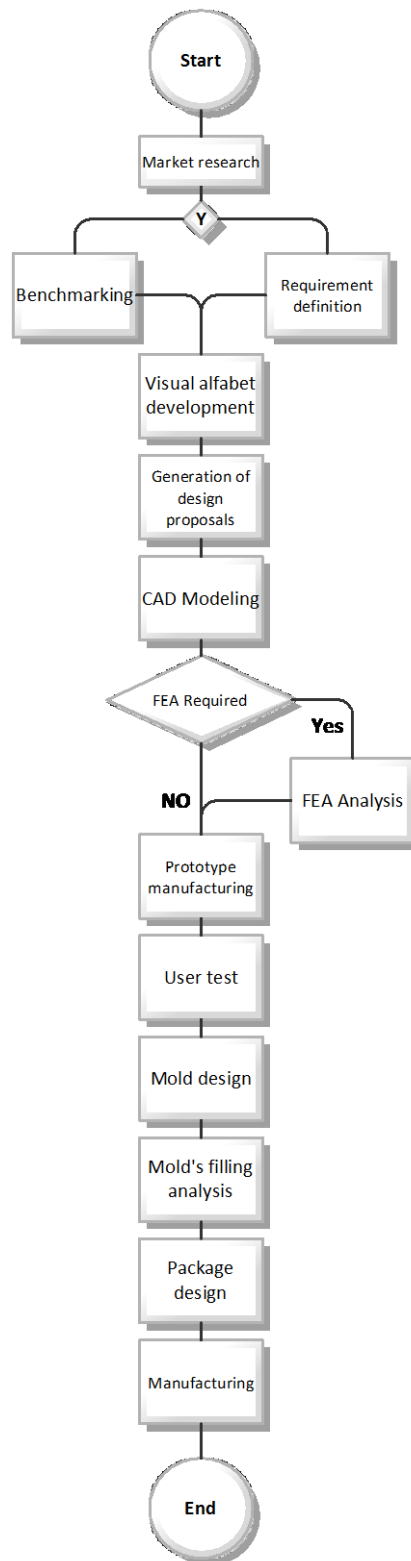 Start
Market research
Y
Benchmarking
Requirement
definition
Visual alfabet
development
Generation of
design
proposals
CAD Modeling
FEA Required
Yes
NO
FEA Analysis
Prototype
manufacturing
User test
Mold design
Mold's filling
analysis
Package
design
Manufacturing
End